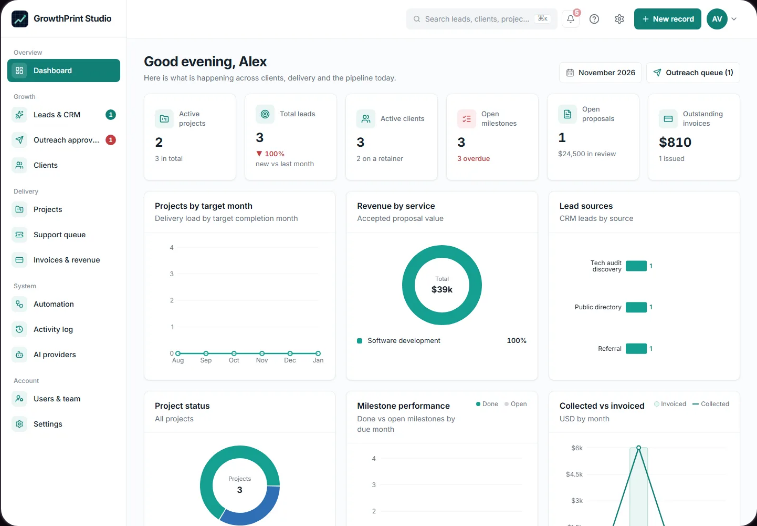 GrowthPrint Studio
Search leads, clients, projec...
⌘K
5
+ New record
AV
Overview
Dashboard
Growth
Leads & CRM
1
Outreach approv...
1
Clients
Delivery
Projects
Support queue
Invoices & revenue
System
Automation
Activity log
AI providers
Account
Users & team
Settings
Good evening, Alex
Here is what is happening across clients, delivery and the pipeline today.
November 2026
Outreach queue (1)
Active
projects
2
3 in total
Total leads
3
▼ 100%
new vs last month
Active clients
3
2 on a retainer
Open
milestones
3
3 overdue
Open
proposals
1
$24,500 in review
Outstanding
invoices
$810
1 issued
Projects by target month
Delivery load by target completion month
4
3
2
1
0
Aug Sep Oct Nov Dec Jan
Revenue by service
Accepted proposal value
Total
$39k
Software development 100%
Lead sources
CRM leads by source
Tech audit
discovery
1
Public directory
1
Referral
1
Project status
All projects
Projects
3
Milestone performance
Done Open
Done vs open milestones by
due month
4
3
2
Collected vs invoiced
Invoiced Collected
USD by month
$6k
$4.5k
$3k